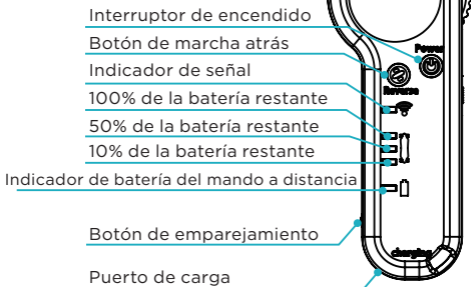 Interruptor de encendido
Power
Botón de marcha atrás
Indicador de señal
Reverse
100% de la batería restante
50% de la batería restante
10% de la batería restante
Indicador de batería del mando a distancia
Botón de emparejamiento
charging
Puerto de carga